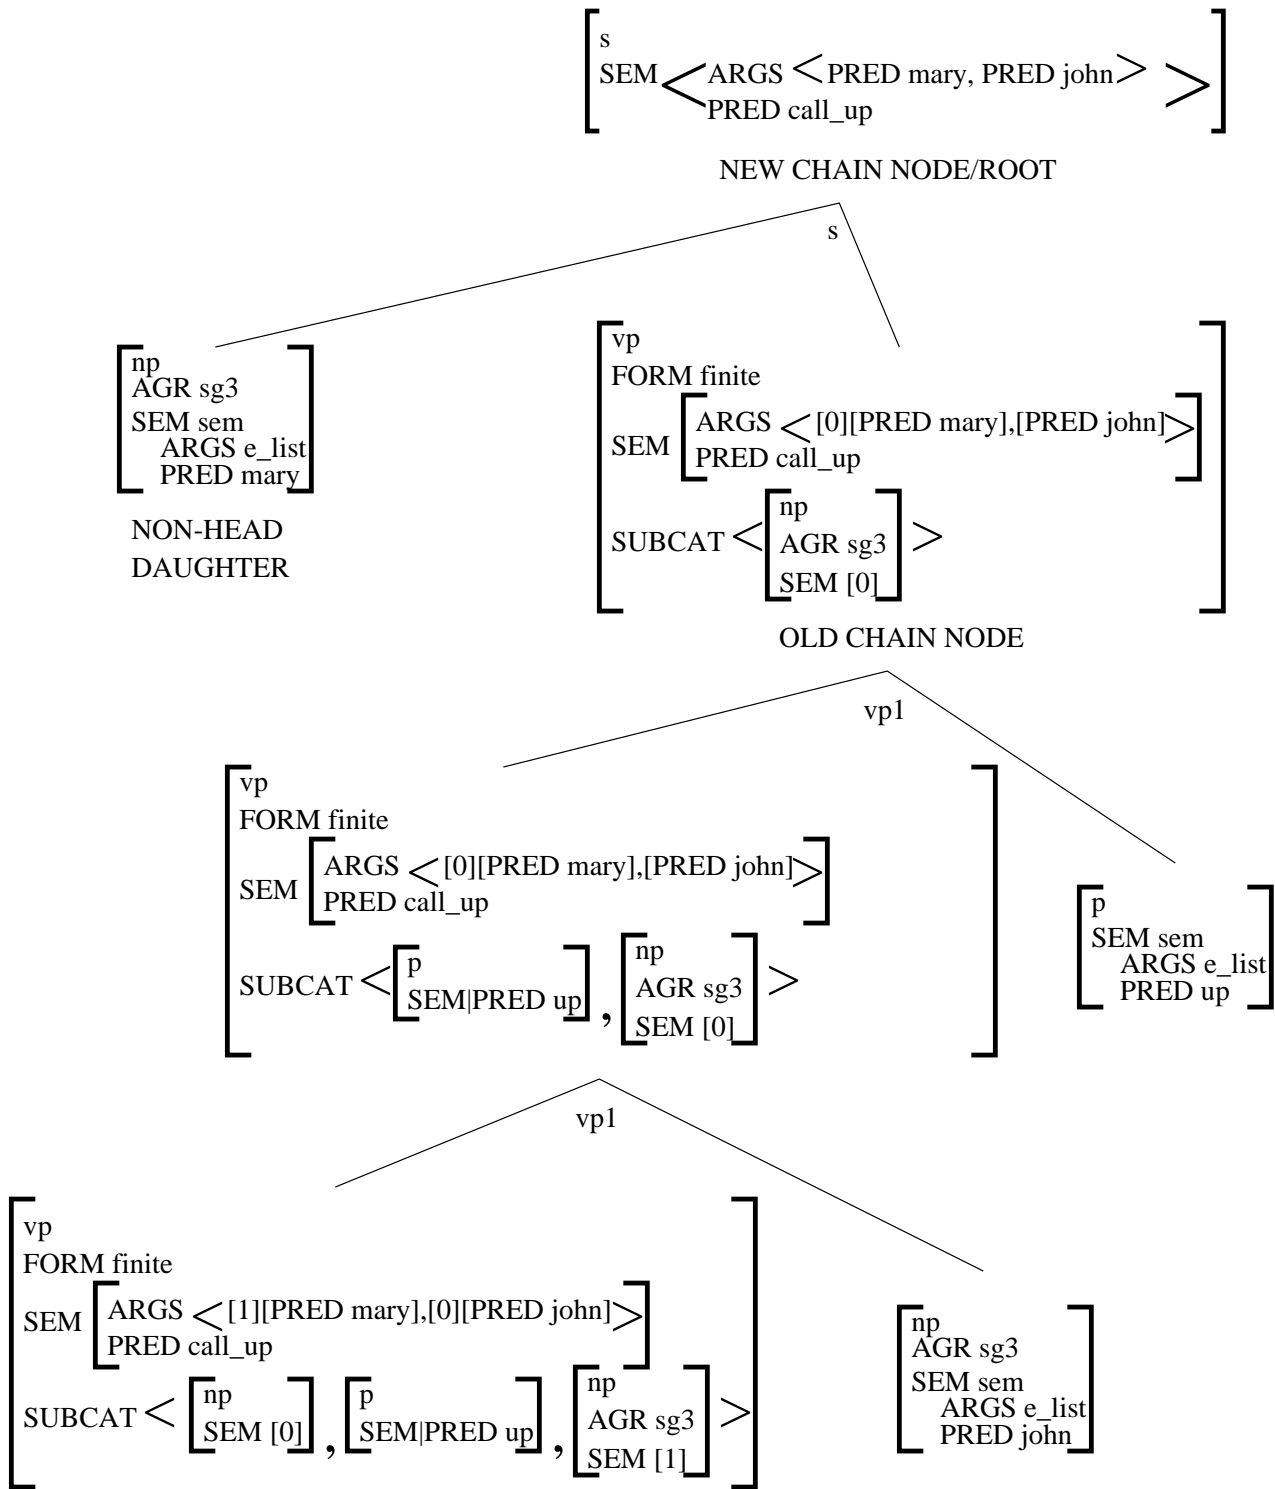 s
SEM < ARGS < PRED mary, PRED john >
PRED call_up >
NEW CHAIN NODE/ROOT
s
np
AGR sg3
SEM sem
ARGS e_list
PRED mary
NON-HEAD
DAUGHTER
vp
FORM finite
SEM ARGS < [0][PRED mary],[PRED john] >
PRED call_up
SUBCAT < np
AGR sg3
SEM [0] >
OLD CHAIN NODE
vp1
vp
FORM finite
SEM ARGS < [0][PRED mary],[PRED john] >
PRED call_up
SUBCAT < p
SEM|PRED up ,
np
AGR sg3
SEM [0] >
p
SEM sem
ARGS e_list
PRED up
vp1
vp
FORM finite
SEM ARGS < [1][PRED mary],[0][PRED john] >
PRED call_up
SUBCAT < np
SEM [0] ,
p
SEM|PRED up ,
np
AGR sg3
SEM [1] >
np
AGR sg3
SEM sem
ARGS e_list
PRED john